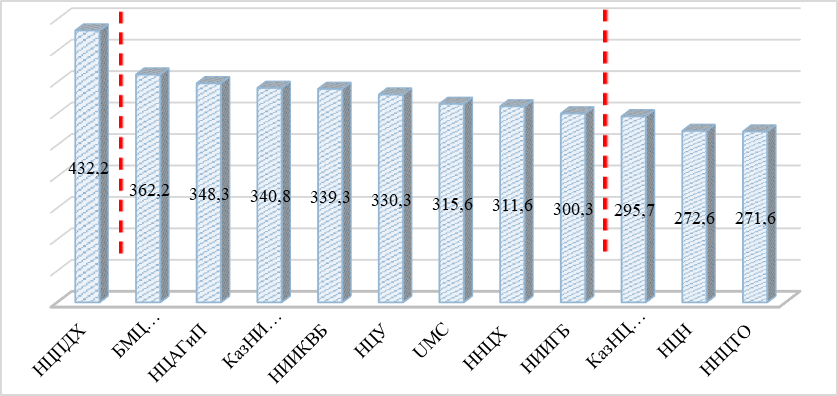 432,2
362,2
348,3
340,8
339,3
330,3
315,6
311,6
300,3
295,7
272,6
271,6
НЦПДХ
БМЦ...
НЦАГиП
КазНИ...
НИИКВБ
НЦУ
UMC
ННЦХ
НИИГБ
КазНЦ...
НЦН
ННЦТО